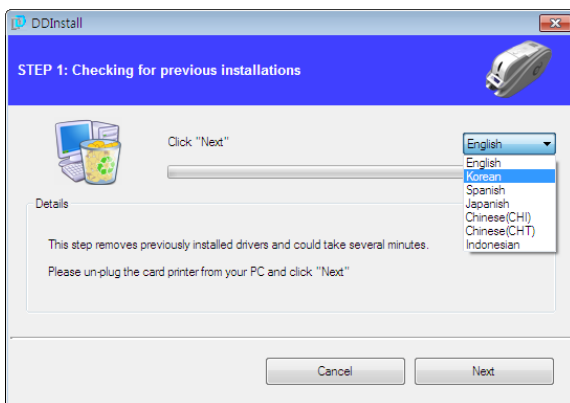 DDInstall
STEP 1: Checking for previous installations
Click "Next"
English
English
Korean
Spanish
Japanish
Chinese(CHI)
Chinese(CHT)
Indonesian
Details
This step removes previously installed drivers and could take several minutes.
Please un-plug the card printer from your PC and click "Next"
Cancel
Next